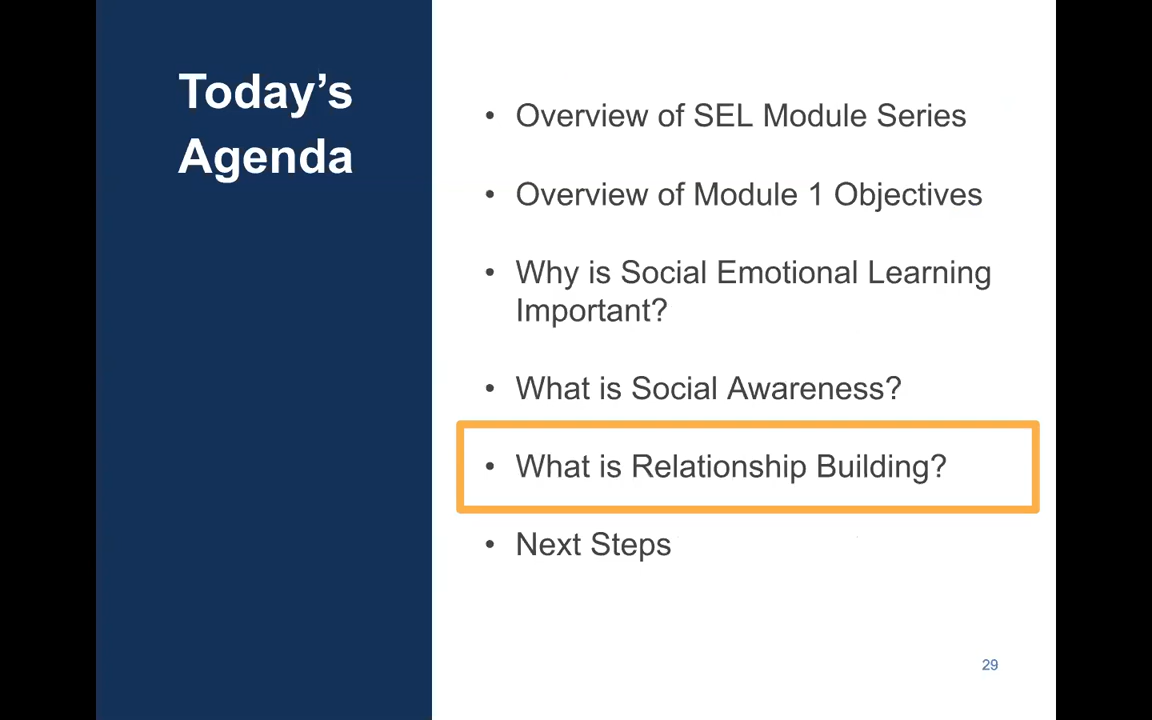 Today’s
Agenda
• Overview of SEL Module Series
• Overview of Module 1 Objectives
• Why is Social Emotional Learning
Important?
• What is Social Awareness?
• What is Relationship Building?
• Next Steps
29